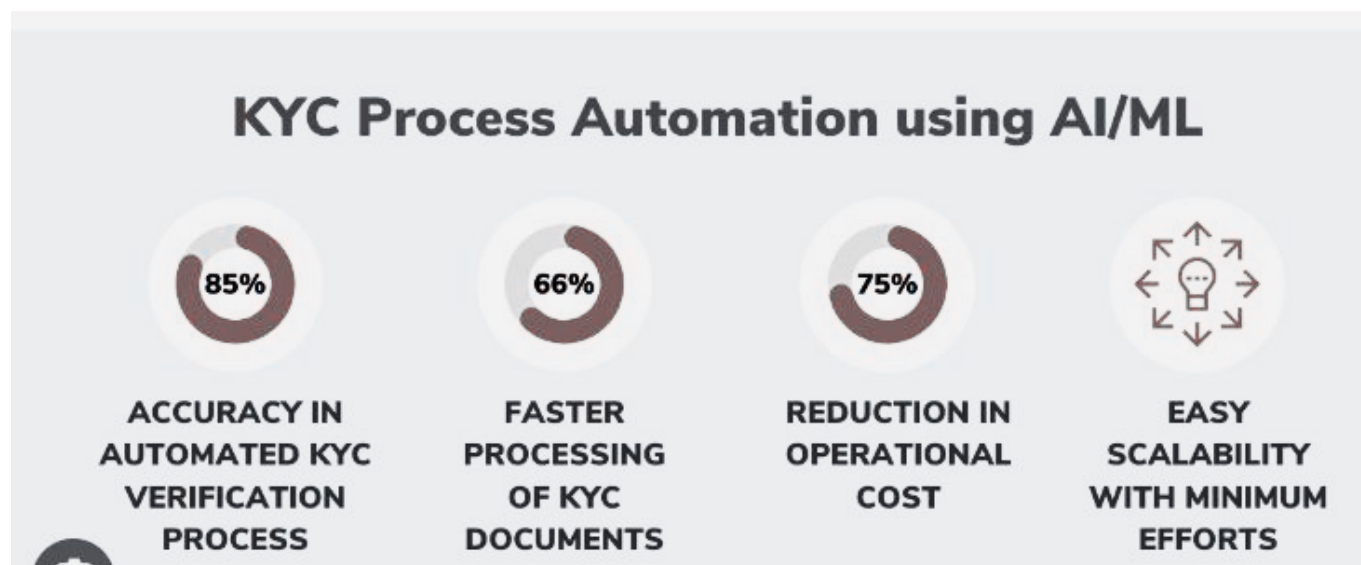 KYC Process Automation using AI/ML
85%
ACCURACY IN
AUTOMATED KYC
VERIFICATION
PROCESS
66%
FASTER
PROCESSING
OF KYC
DOCUMENTS
75%
REDUCTION IN
OPERATIONAL
COST
EASY
SCALABILITY
WITH MINIMUM
EFFORTS